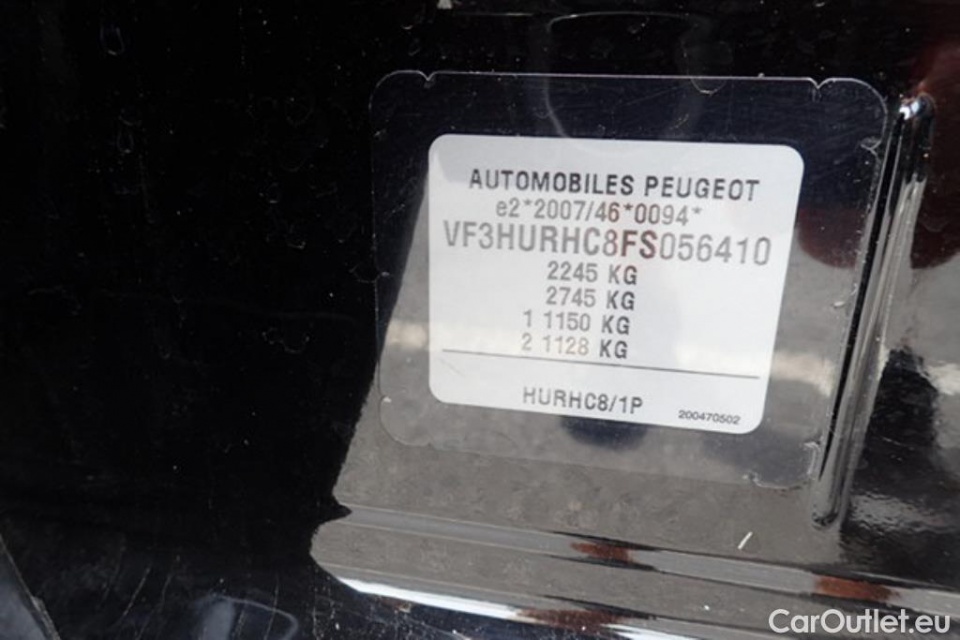 AUTOMOBILES PEUGEOT
e2*2007/46*0094*
VF3HURHC8FS056410
2245 KG
2745 KG
1 1150 KG
2 1128 KG
HURHC8/1P
200470502
CarOutlet.eu